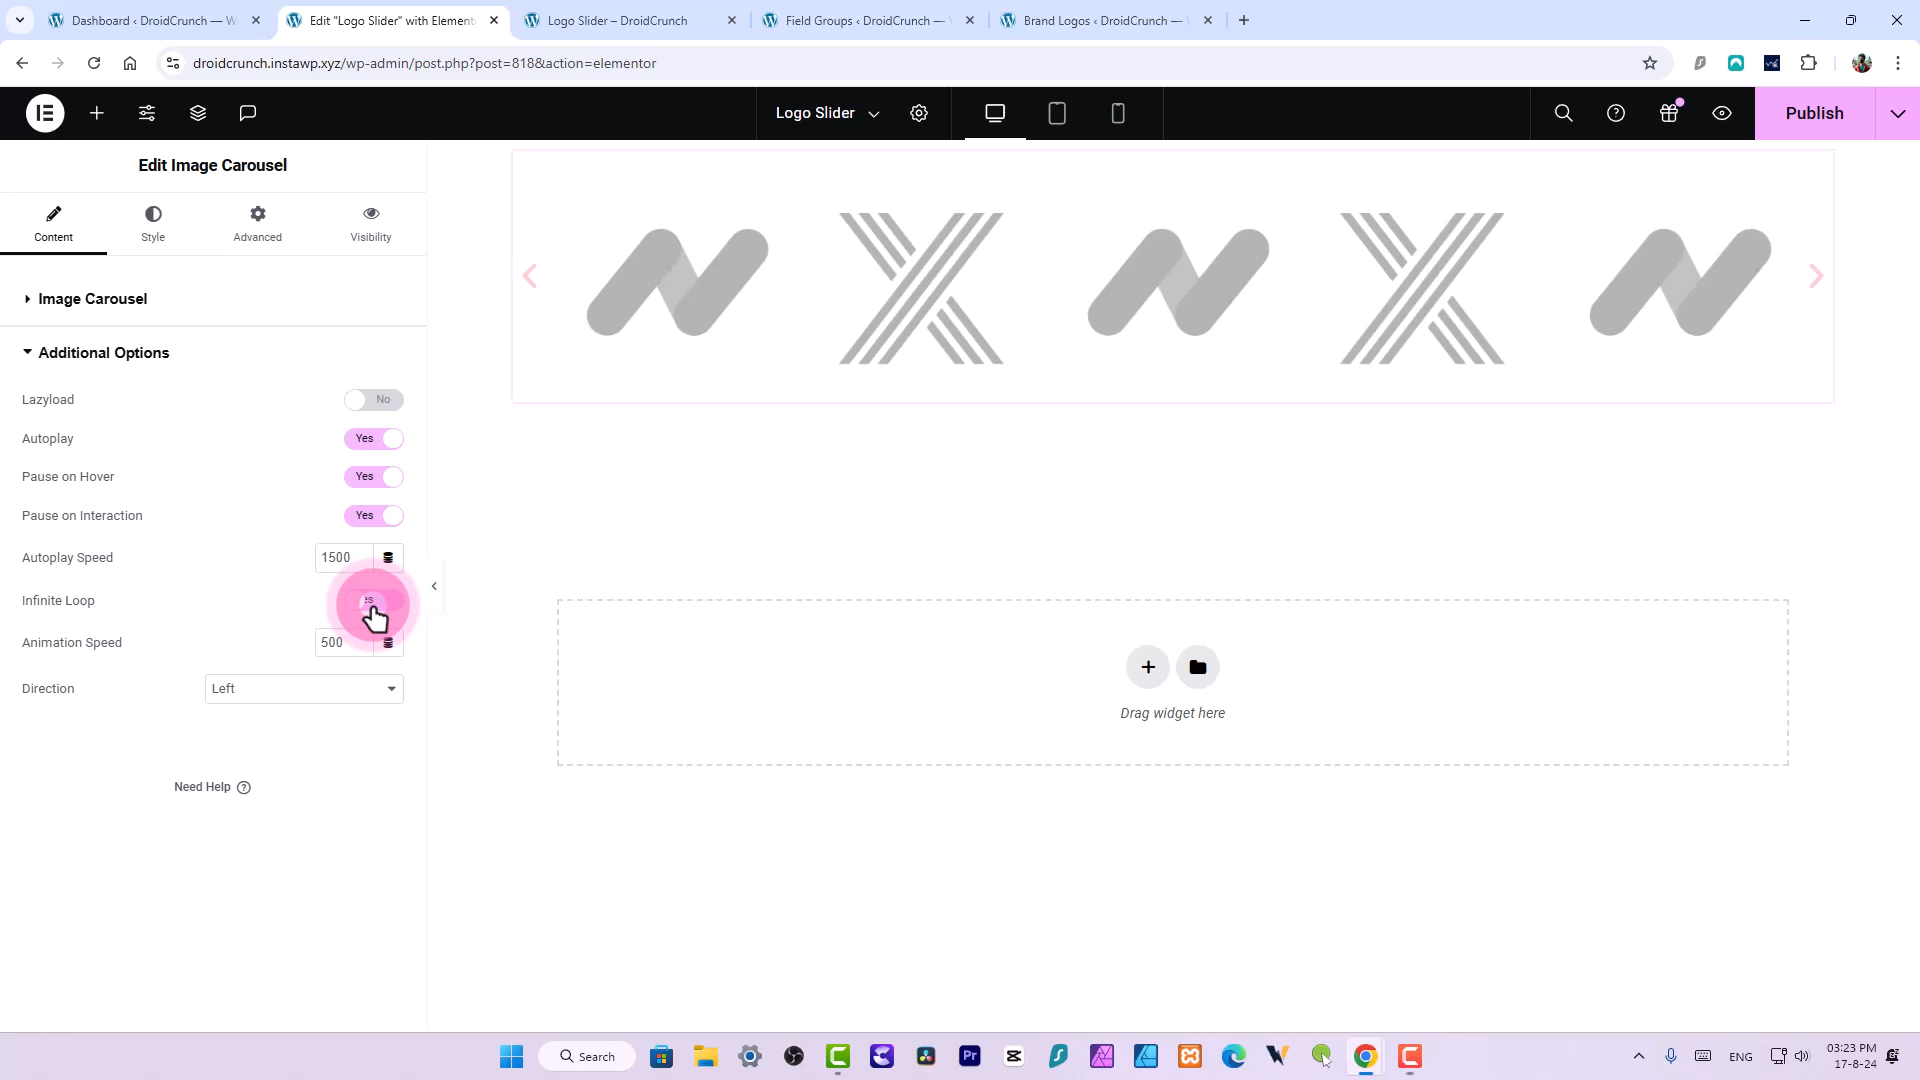 Dashboard ‹ DroidCrunch — W
Edit "Logo Slider" with Element
Logo Slider – DroidCrunch
Field Groups ‹ DroidCrunch —
Brand Logos ‹ DroidCrunch —
droidcrunch.instawp.xyz/wp-admin/post.php?post=818&action=elementor
Logo Slider
Publish
Edit Image Carousel
Content
Style
Advanced
Visibility
Image Carousel
Additional Options
Lazyload
No
Autoplay
Yes
Pause on Hover
Yes
Pause on Interaction
Yes
Autoplay Speed
1500
Infinite Loop
Animation Speed
500
Direction
Left
Need Help
Drag widget here
Search
Pr
ENG
03:23 PM
17-8-24